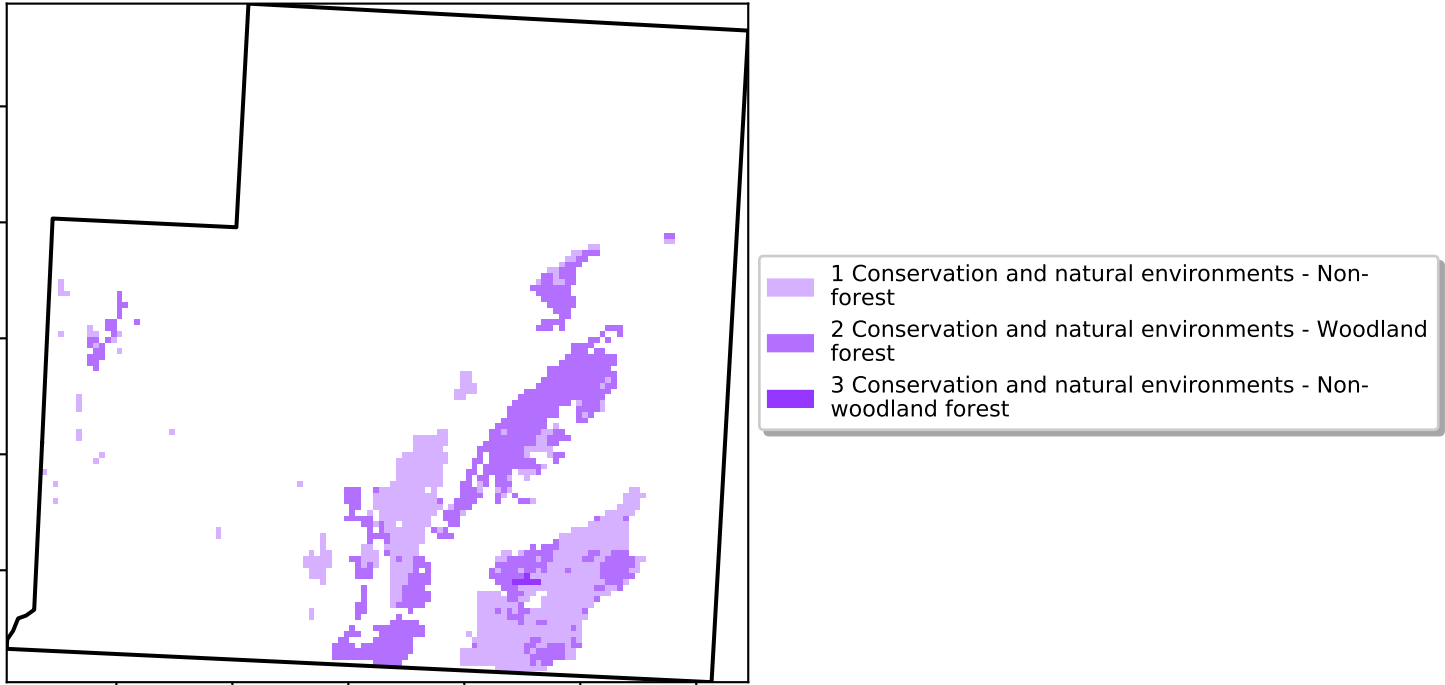 1 Conservation and natural environments - Non-
forest
2 Conservation and natural environments - Woodland
forest
3 Conservation and natural environments - Non-
woodland forest